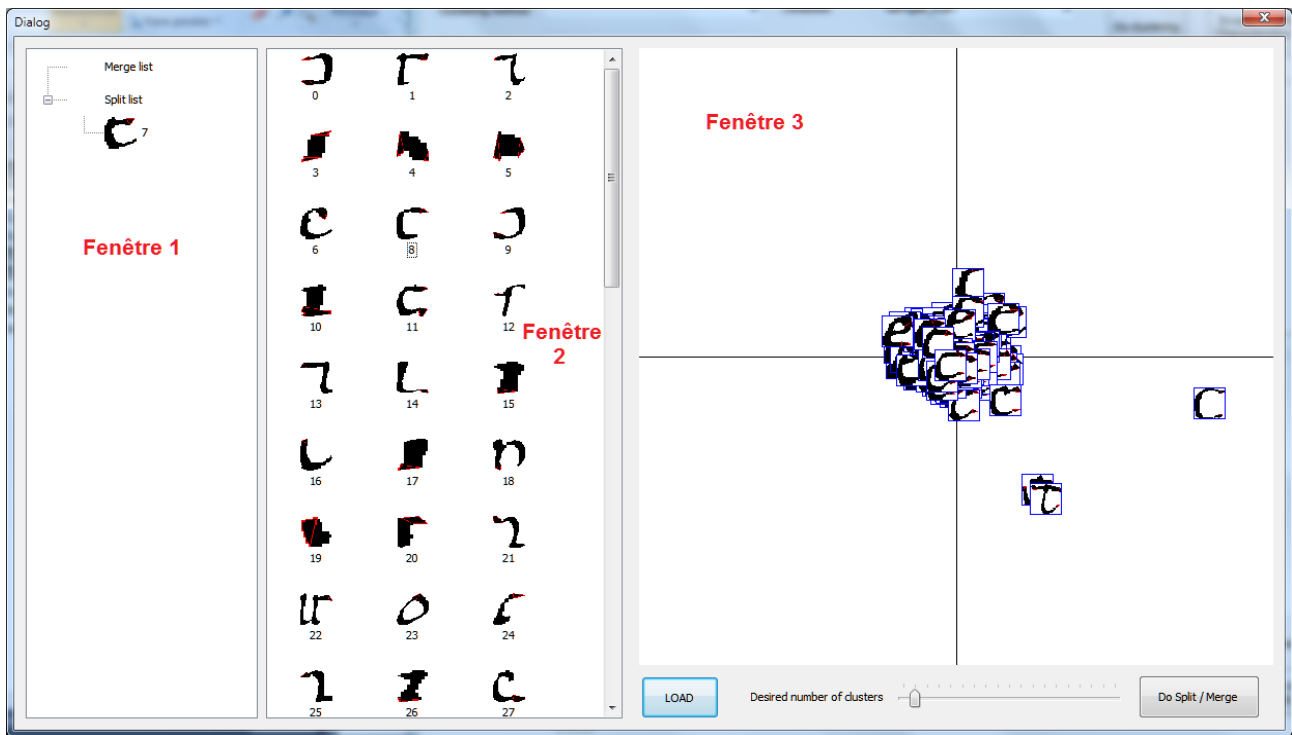 Dialog
Merge list
Split list
7
Fenêtre 1
0 1 2
3 4 5
6 8 9
10 11 12
Fenêtre
2
13 14 15
16 17 18
19 20 21
22 23 24
25 26 27
Fenêtre 3
LOAD
Desired number of clusters
Do Split / Merge